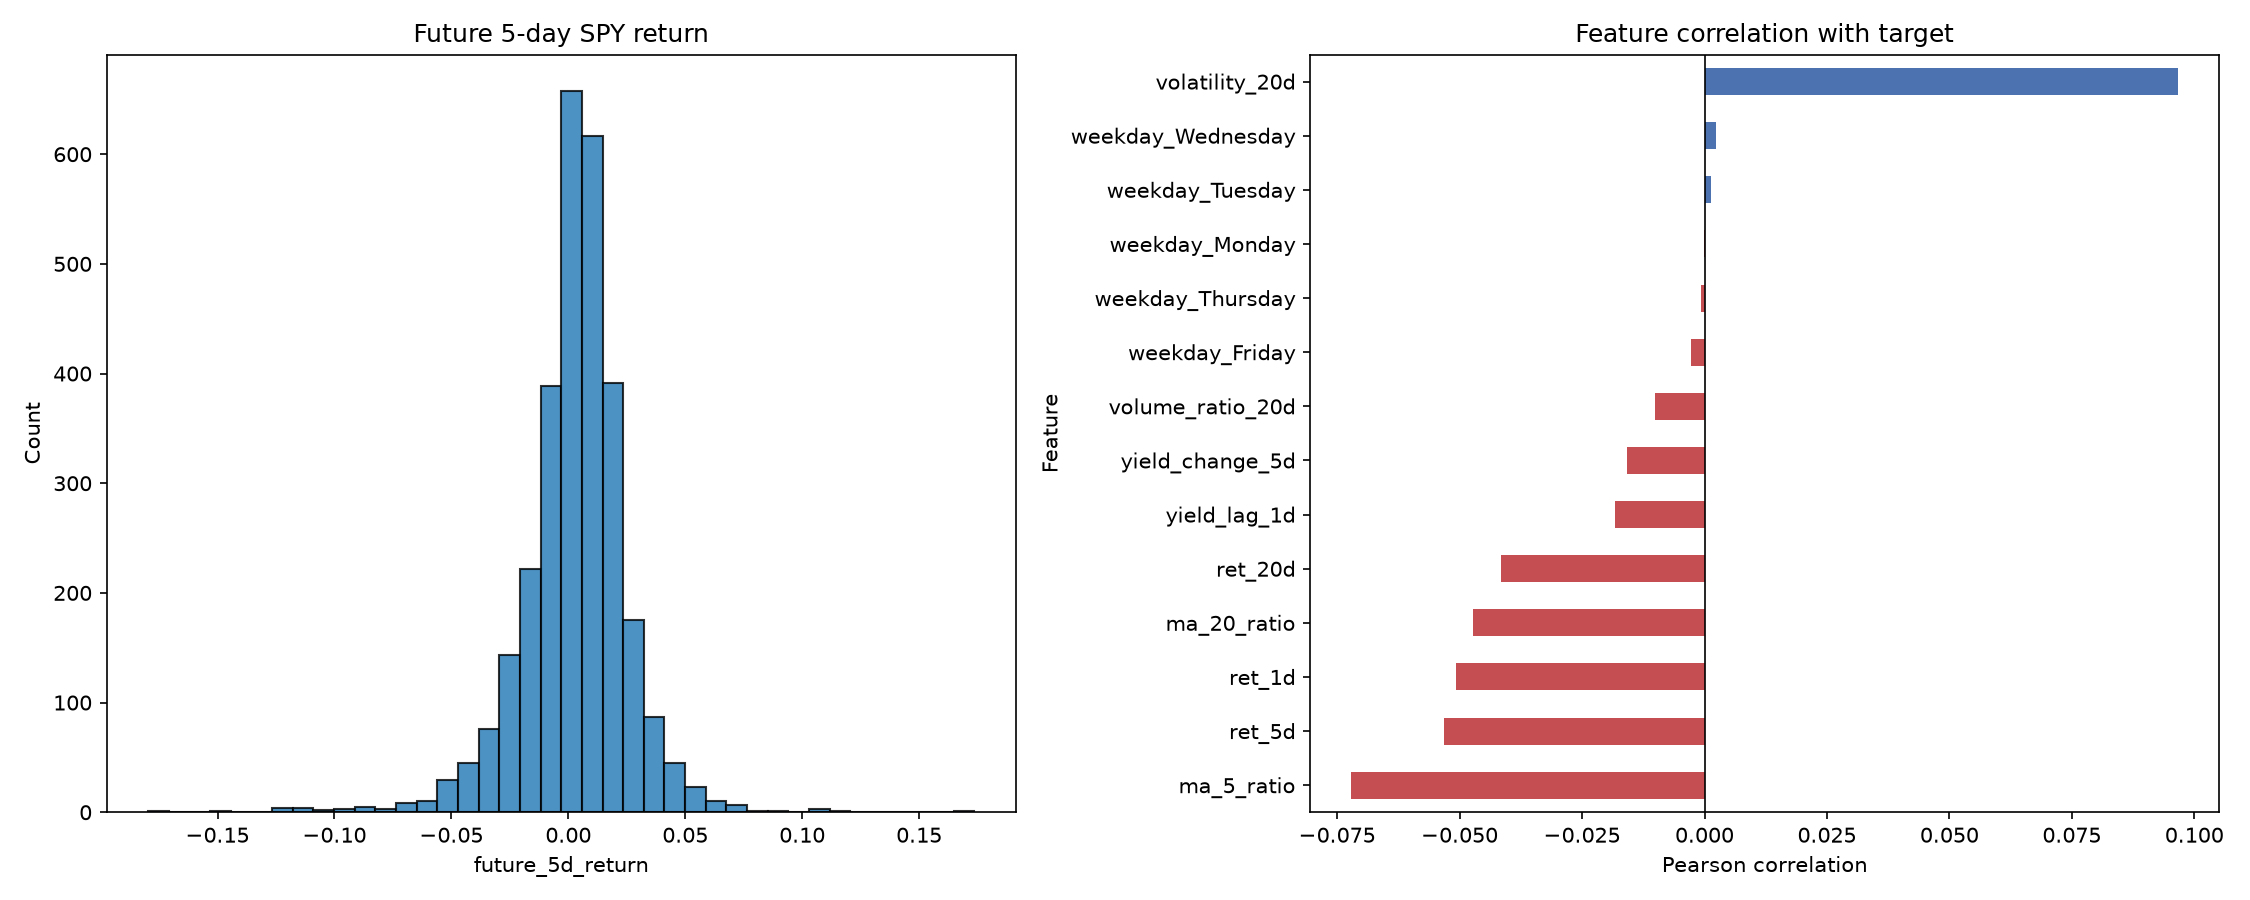 Future 5-day SPY return
Count
600
500
400
300
200
100
0
−0.15
−0.10
−0.05
0.00
0.05
0.10
0.15
future_5d_return
Feature correlation with target
Feature
volatility_20d
weekday_Wednesday
weekday_Tuesday
weekday_Monday
weekday_Thursday
weekday_Friday
volume_ratio_20d
yield_change_5d
yield_lag_1d
ret_20d
ma_20_ratio
ret_1d
ret_5d
ma_5_ratio
−0.075
−0.050
−0.025
0.000
0.025
0.050
0.075
0.100
Pearson correlation